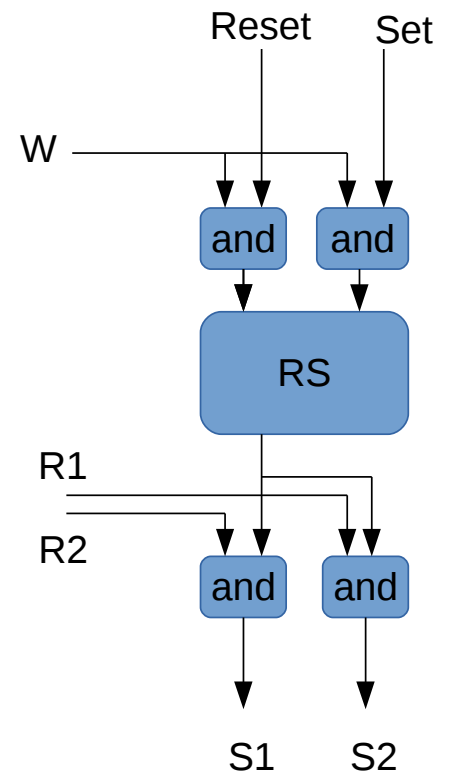 Reset Set
W
and and
RS
R1
R2
and and
S1 S2